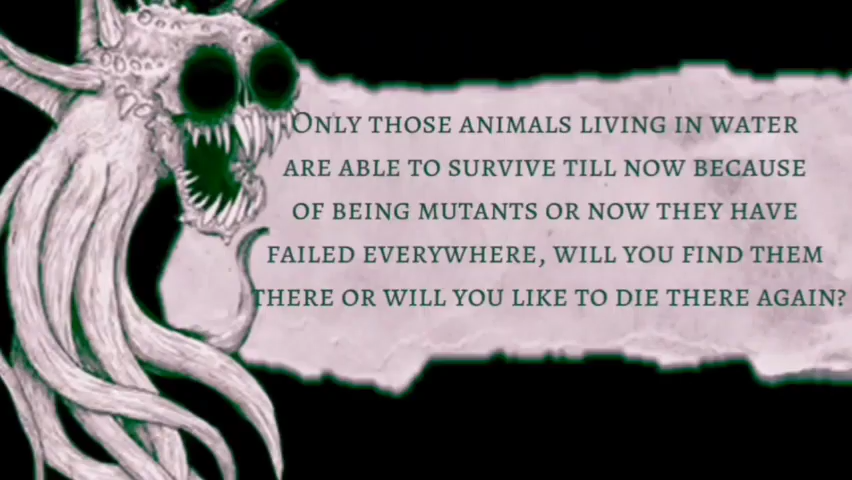 Only those animals living in water
are able to survive till now because
of being mutants or now they have
failed everywhere, will you find them
there or will you like to die there again?